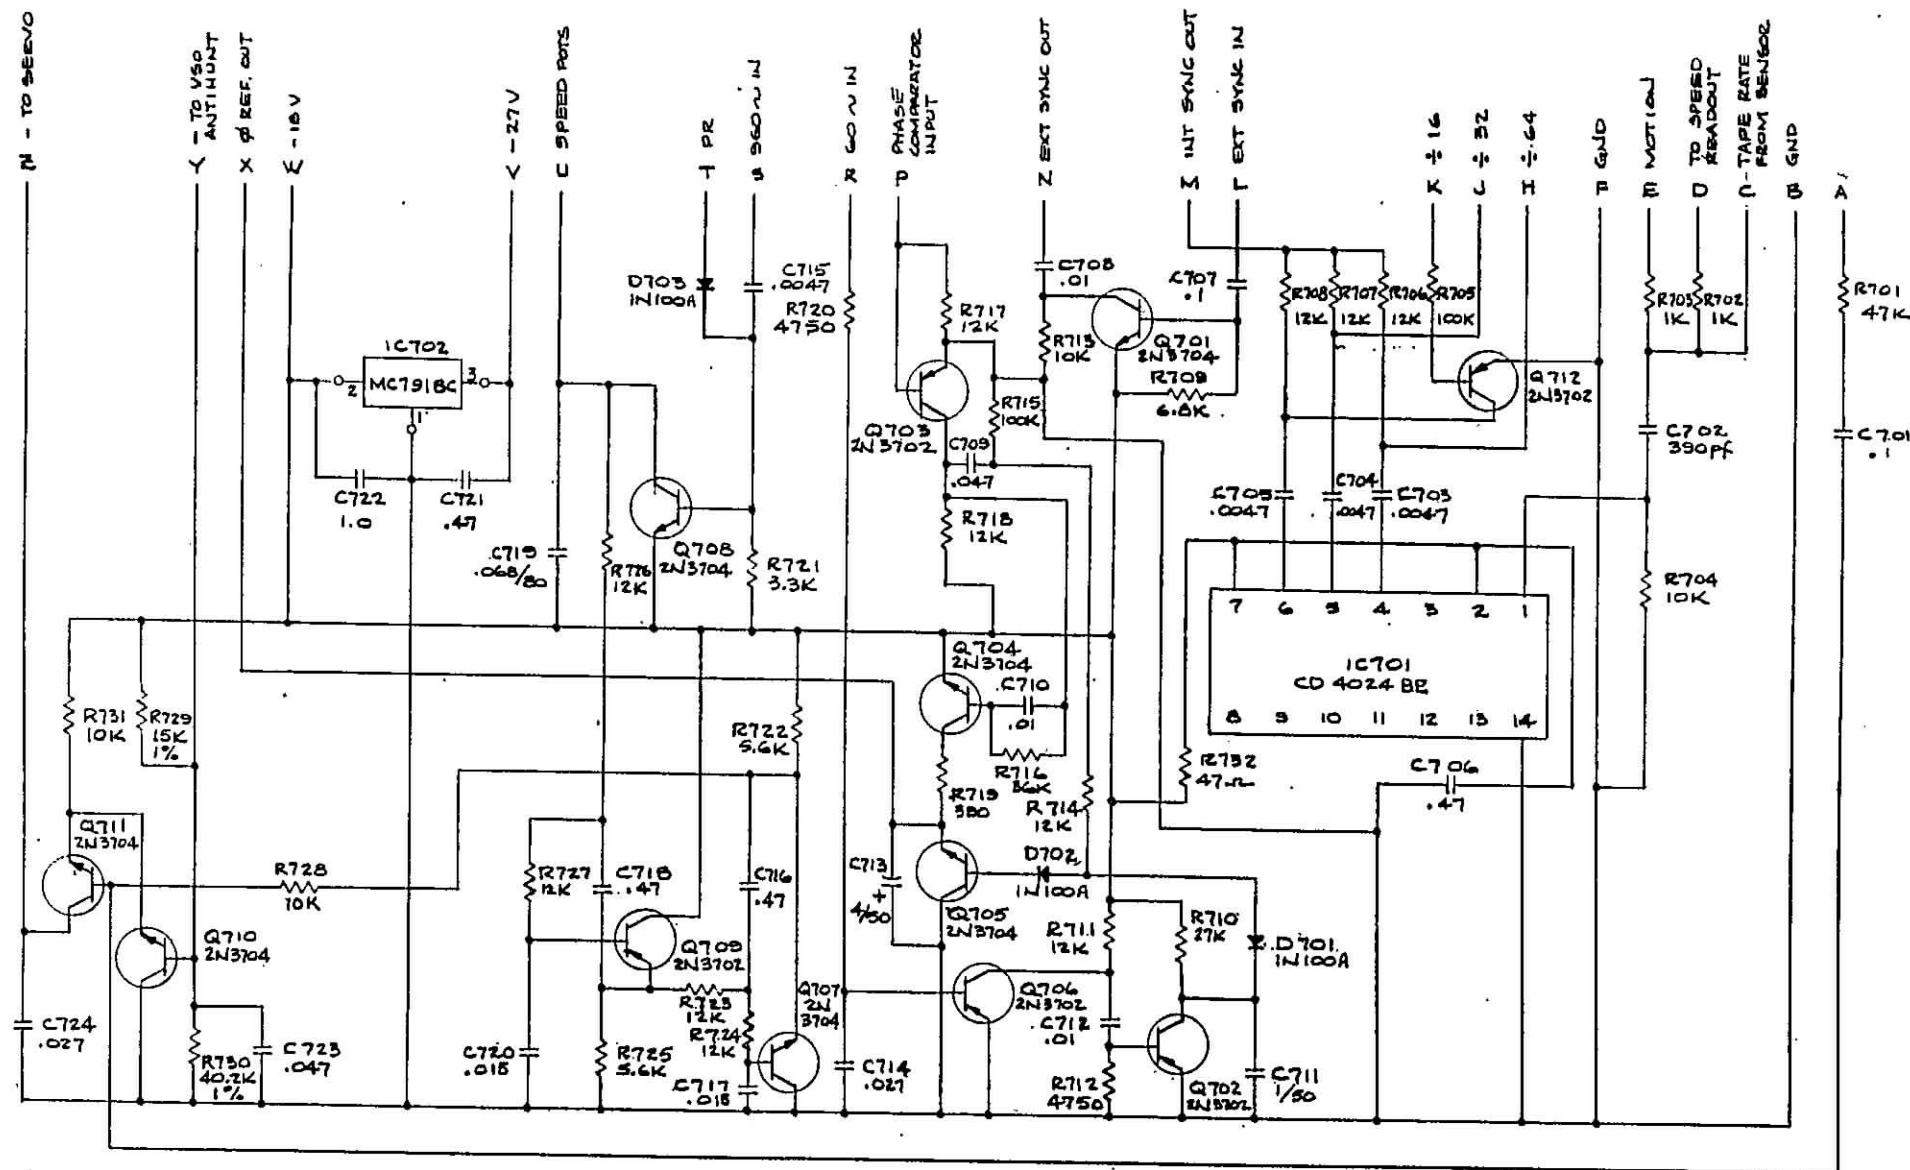 N - TO SERVO
Y - TO VSO
ANTIHUNT
X Ø REF. OUT
-18V
V -27V
U SPEED POTS
T PR
S 960~IN
R 60~IN
P PHASE
COMPARATOR
INPUT
N EXT SYNC OUT
M INT SYNC OUT
L EXT SYNC IN
K ÷ 16
J ÷ 32
H ÷ 64
F GND
E MOTION
D TO SPEED
READOUT
C - TAPE RATE
FROM SENSOR
B GND
A
D703
1N100A
C715
.0047
R720
4750
R717
12K
C708
.01
R713
10K
Q701
2N3704
C707
.1
R709
6.8K
R708
12K
R707
12K
R706
12K
R705
100K
R703
1K
R702
1K
R701
47K
IC702
2 MC7918C 3
1
C722
1.0
C721
.47
Q703
2N3702
R715
100K
C709
.047
Q712
2N3702
C702
390pf
C701
.1
C719
.068/80
R726
12K
Q708
2N3704
R721
3.3K
R718
12K
C705
.0047
C704
.0047
C703
.0047
R704
10K
7 6 5 4 3 2 1
IC701
CD 4024 BE
8 9 10 11 12 13 14
R731
10K
R729
15K
1%
R722
5.6K
Q704
2N3704
C710
.01
R716
R719
R714
12K
R732
47Ω
C706
.47
Q711
2N3704
R728
10K
R727
12K
C718
.47
C716
.47
C713
+
4/50
Q705
2N3704
D702
1N100A
R711
12K
R710
27K
D701
1N100A
Q710
2N3704
Q709
2N3702
R723
12K
R724
12K
Q707
2N
3704
Q706
2N3702
C712
.01
C724
.027
R730
40.2K
1%
C723
.047
C720
.015
R725
5.6K
C717
.015
C714
.027
R712
4750
Q702
2N3702
C711
1/50